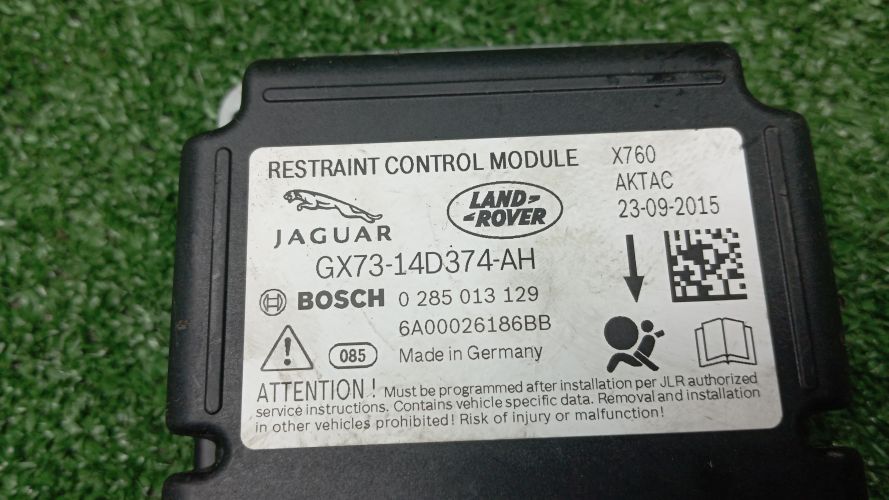 RESTRAINT CONTROL MODULE X760
AKTAC
23-09-2015
JAGUAR
LAND-
-ROVER
GX73-14D374-AH
BOSCH 0 285 013 129
6A00026186BB
085 Made in Germany
ATTENTION ! Must be programmed after installation per JLR authorized
service instructions. Contains vehicle specific data. Removal and installation
in other vehicles prohibited! Risk of injury or malfunction!